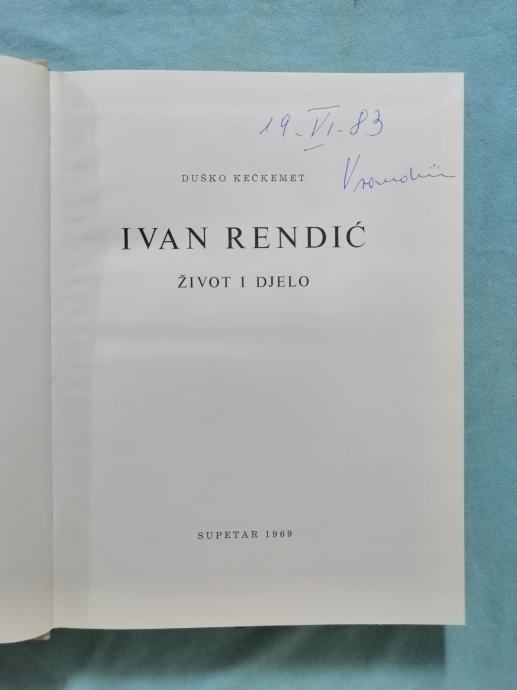 19-VI-83
DUŠKO KEČKEMET
IVAN RENDIĆ
ŽIVOT I DJELO
SUPETAR 1969